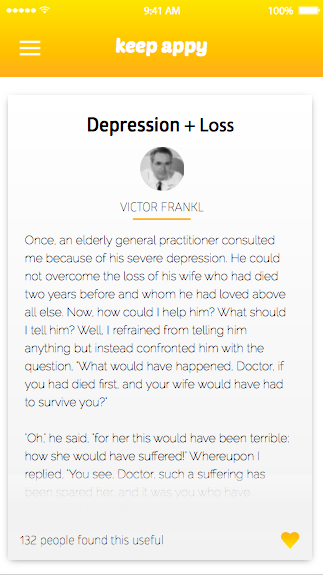 9:41 AM 100%
keep appy
Depression + Loss
VICTOR FRANKL
Once, an elderly general practitioner consulted
me because of his severe depression. He could
not overcome the loss of his wife who had died
two years before and whom he had loved above
all else. Now, how could I help him? What should
I tell him? Well, I refrained from telling him
anything but instead confronted him with the
question, "What would have happened, Doctor, if
you had died first, and your wife would have had
to survive you?"
"Oh," he said, "for her this would have been terrible;
how she would have suffered!" Whereupon I
replied, "You see, Doctor, such a suffering has
been spared her, and it was you who have
132 people found this useful